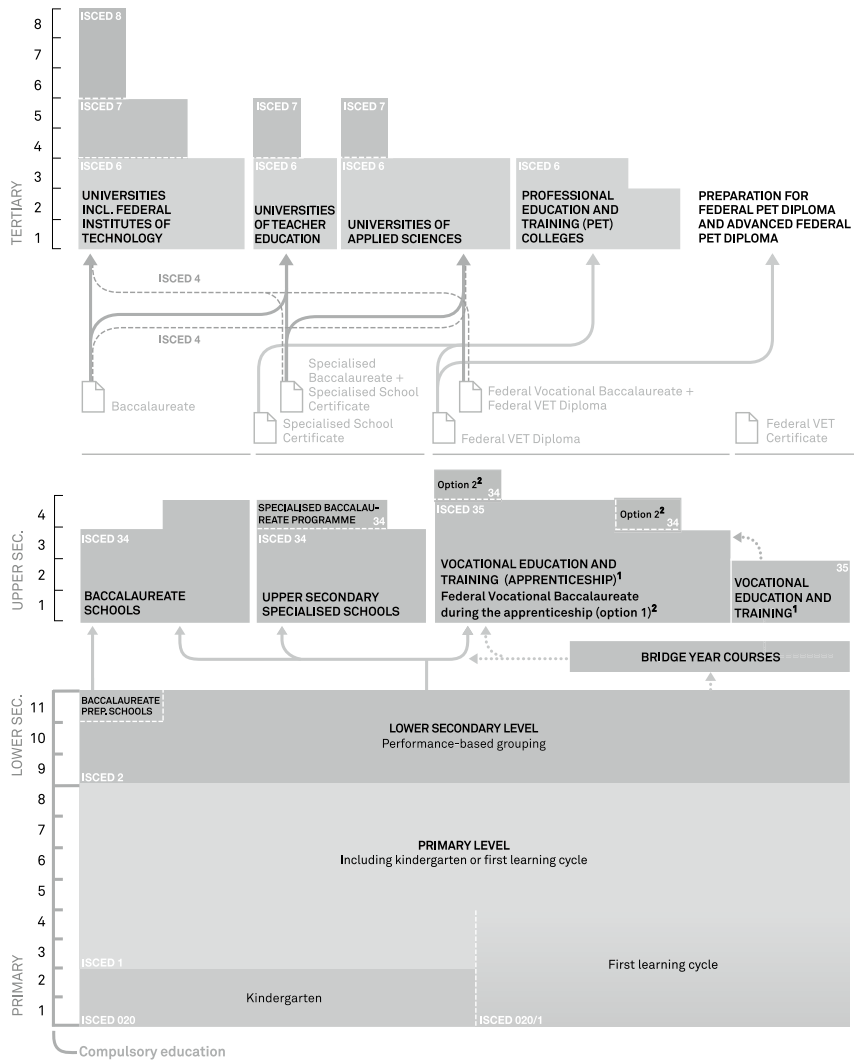 8
ISCED 8
7
6
5
ISCED 7
ISCED 7
ISCED 7
4
3
ISCED 6
ISCED 6
ISCED 6
ISCED 6
2
1
TERTIARY
UNIVERSITIES
INCL. FEDERAL
INSTITUTES OF
TECHNOLOGY
UNIVERSITIES
OF TEACHER
EDUCATION
UNIVERSITIES OF
APPLIED SCIENCES
PROFESSIONAL
EDUCATION AND
TRAINING (PET)
COLLEGES
PREPARATION FOR
FEDERAL PET DIPLOMA
AND ADVANCED FEDERAL
PET DIPLOMA
ISCED 4
ISCED 4
Baccalaureate
Specialised
Baccalaureate +
Specialised School
Certificate
Specialised School
Certificate
Federal Vocational Baccalaureate +
Federal VET Diploma
Federal VET Diploma
Federal VET
Certificate
UPPER SEC.
4
3
2
1
ISCED 34
BACCALAUREATE
SCHOOLS
SPECIALISED BACCALAU-
REATE PROGRAMME
34
ISCED 34
UPPER SECONDARY
SPECIALISED SCHOOLS
Option 2²
34
ISCED 35
Option 2²
34
VOCATIONAL EDUCATION AND
TRAINING (APPRENTICESHIP)¹
Federal Vocational Baccalaureate
during the apprenticeship (option 1)²
35
VOCATIONAL
EDUCATION AND
TRAINING¹
BRIDGE YEAR COURSES
LOWER SEC.
11
10
9
BACCALAUREATE
PREP. SCHOOLS
LOWER SECONDARY LEVEL
Performance-based grouping
ISCED 2
PRIMARY
8
7
6
5
4
3
2
1
PRIMARY LEVEL
Including kindergarten or first learning cycle
ISCED 1
Kindergarten
First learning cycle
ISCED 020
ISCED 020/1
Compulsory education